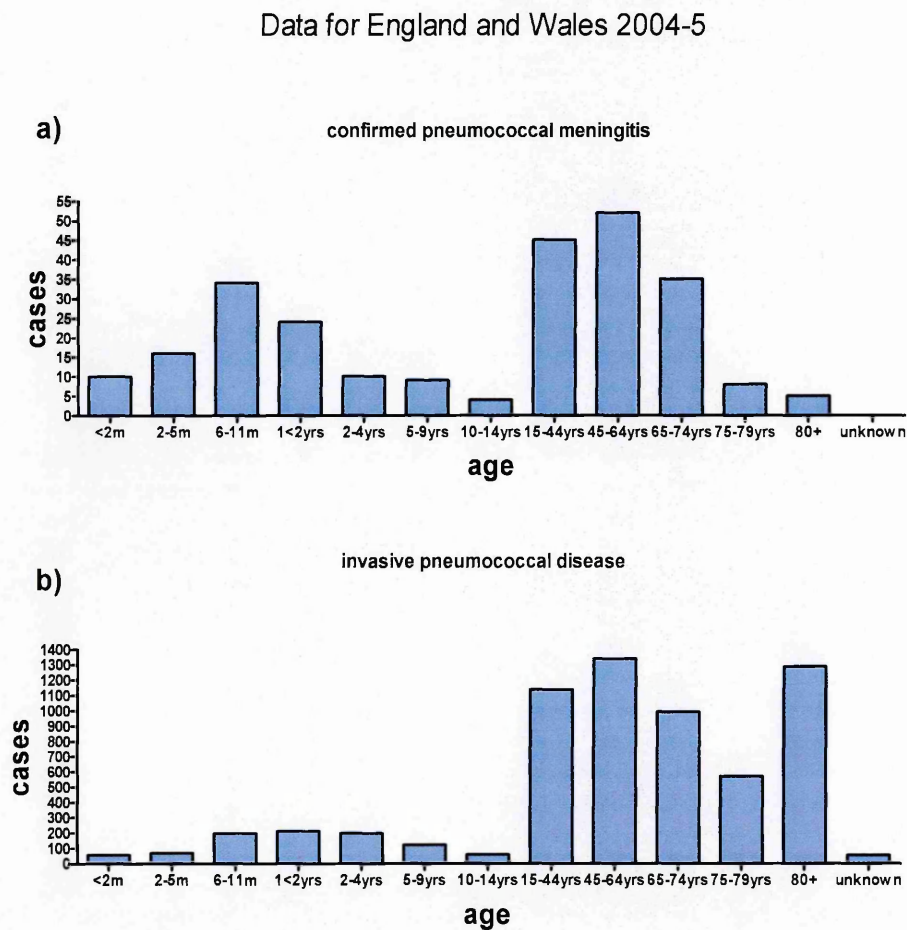 Data for England and Wales 2004-5
a)
confirmed pneumococcal meningitis
55
50
45
40
35
30
25
20
15
10
5
0
cases
<2m 2-5m 6-11m 1<2yrs 2-4yrs 5-9yrs 10-14yrs 15-44yrs 45-64yrs 65-74yrs 75-79yrs 80+ unknown
age
b)
invasive pneumococcal disease
1400
1300
1200
1100
1000
900
800
700
600
500
400
300
200
100
0
cases
<2m 2-5m 6-11m 1<2yrs 2-4yrs 5-9yrs 10-14yrs 15-44yrs 45-64yrs 65-74yrs 75-79yrs 80+ unknown
age